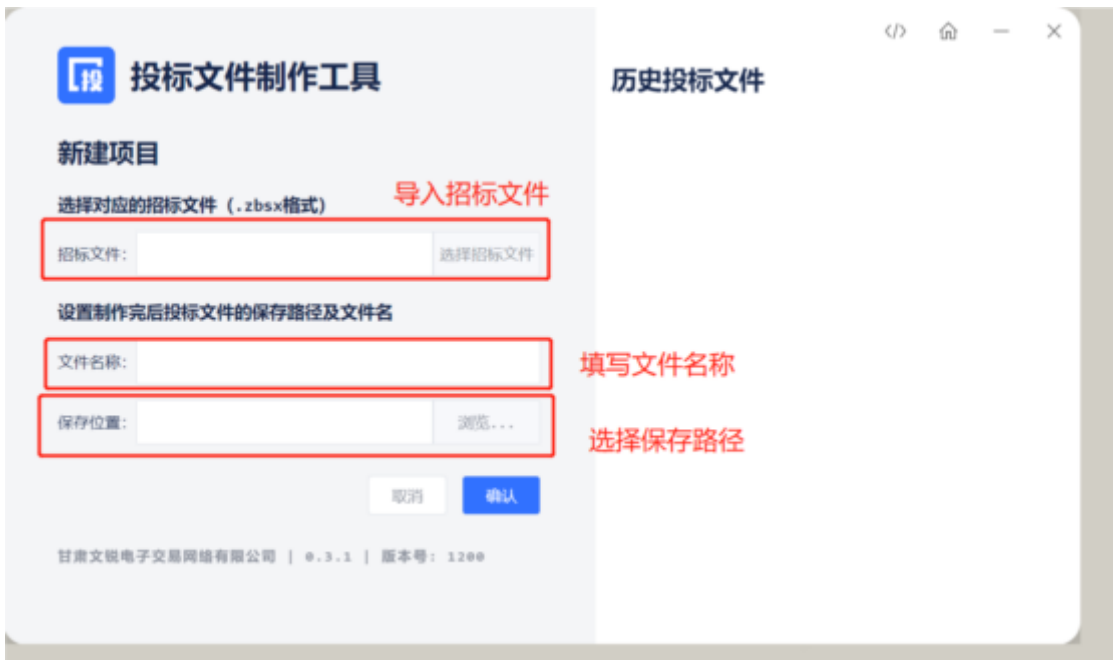 投
投标文件制作工具
新建项目
选择对应的招标文件（.zbsx格式）
导入招标文件
招标文件:
选择招标文件
设置制作完后投标文件的保存路径及文件名
文件名称:
填写文件名称
保存位置:
浏览...
选择保存路径
取消
确认
甘肃文锐电子交易网络有限公司 | 0.3.1 | 版本号: 1200
</>
历史投标文件